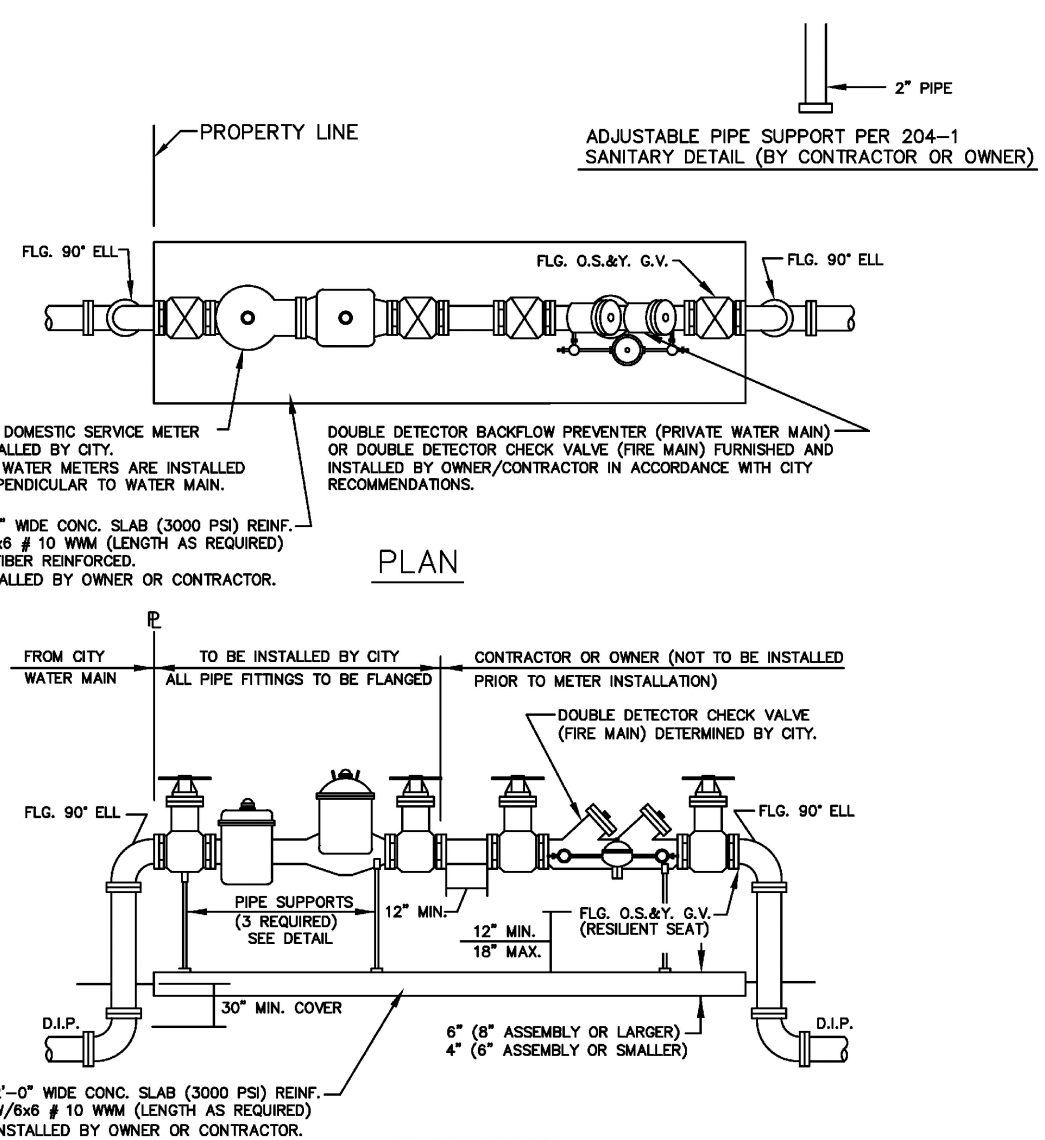 2" PIPE
ADJUSTABLE PIPE SUPPORT PER 204-1
SANITARY DETAIL (BY CONTRACTOR OR OWNER)
PROPERTY LINE
FLG. 90° ELL
FLG. O.S.&Y. G.V.
FLG. 90° ELL
DOMESTIC SERVICE METER
ALLED BY CITY.
WATER METERS ARE INSTALLED
PENDICULAR TO WATER MAIN.
DOUBLE DETECTOR BACKFLOW PREVENTER (PRIVATE WATER MAIN)
OR DOUBLE DETECTOR CHECK VALVE (FIRE MAIN) FURNISHED AND
INSTALLED BY OWNER/CONTRACTOR IN ACCORDANCE WITH CITY
RECOMMENDATIONS.
" WIDE CONC. SLAB (3000 PSI) REINF.
x6 # 10 WWM (LENGTH AS REQUIRED)
FIBER REINFORCED.
ALLED BY OWNER OR CONTRACTOR.
PLAN
PL
FROM CITY
WATER MAIN
TO BE INSTALLED BY CITY
ALL PIPE FITTINGS TO BE FLANGED
CONTRACTOR OR OWNER (NOT TO BE INSTALLED
PRIOR TO METER INSTALLATION)
DOUBLE DETECTOR CHECK VALVE
(FIRE MAIN) DETERMINED BY CITY.
FLG. 90° ELL
FLG. 90° ELL
PIPE SUPPORTS
(3 REQUIRED)
SEE DETAIL
12" MIN.
12" MIN.
18" MAX.
FLG. O.S.&Y. G.V.
(RESILIENT SEAT)
30" MIN. COVER
D.I.P.
D.I.P.
6" (8" ASSEMBLY OR LARGER)
4" (6" ASSEMBLY OR SMALLER)
2'-0" WIDE CONC. SLAB (3000 PSI) REINF.
W/6x6 # 10 WWM (LENGTH AS REQUIRED)
INSTALLED BY OWNER OR CONTRACTOR.